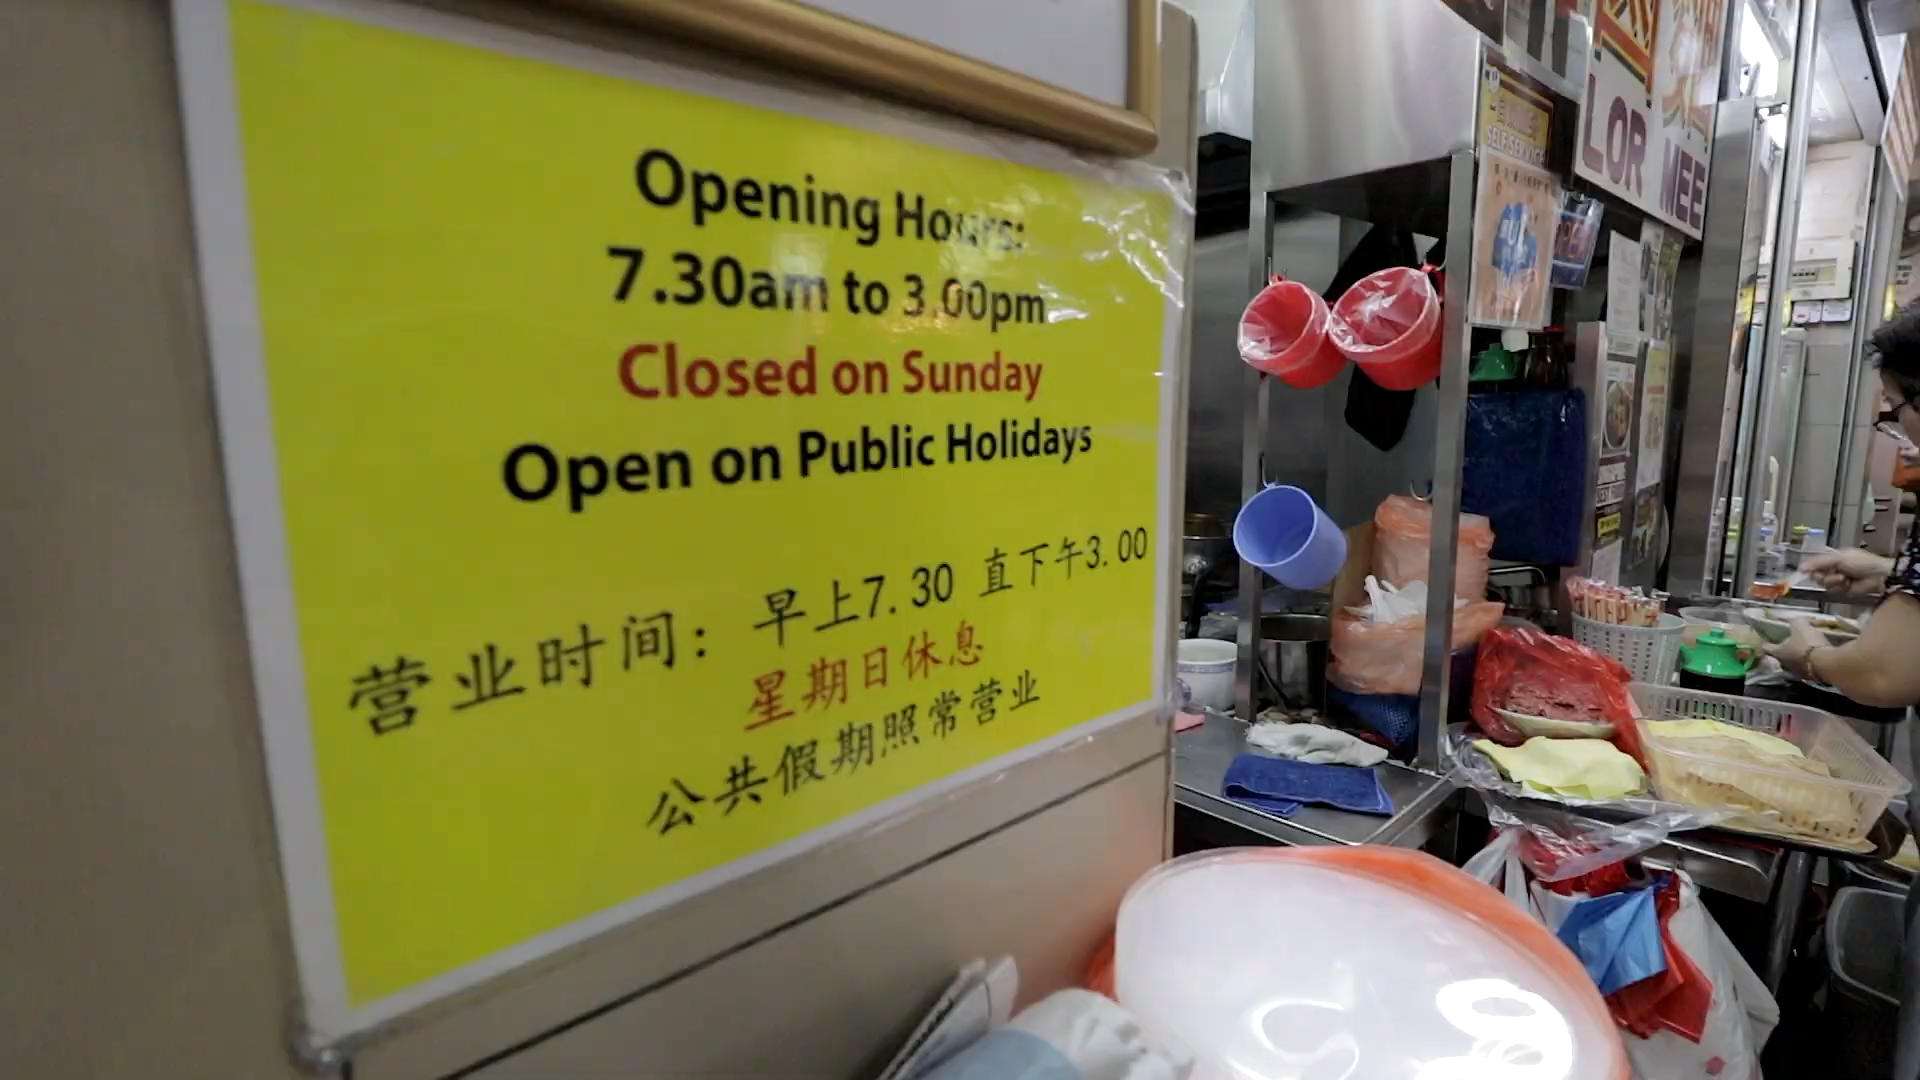 Opening Hours:
7.30am to 3.00pm
Closed on Sunday
Open on Public Holidays
营业时间: 早上7.30 直下午3.00
星期日休息
公共假期照常营业
SELF SERVICE
LOR MEE